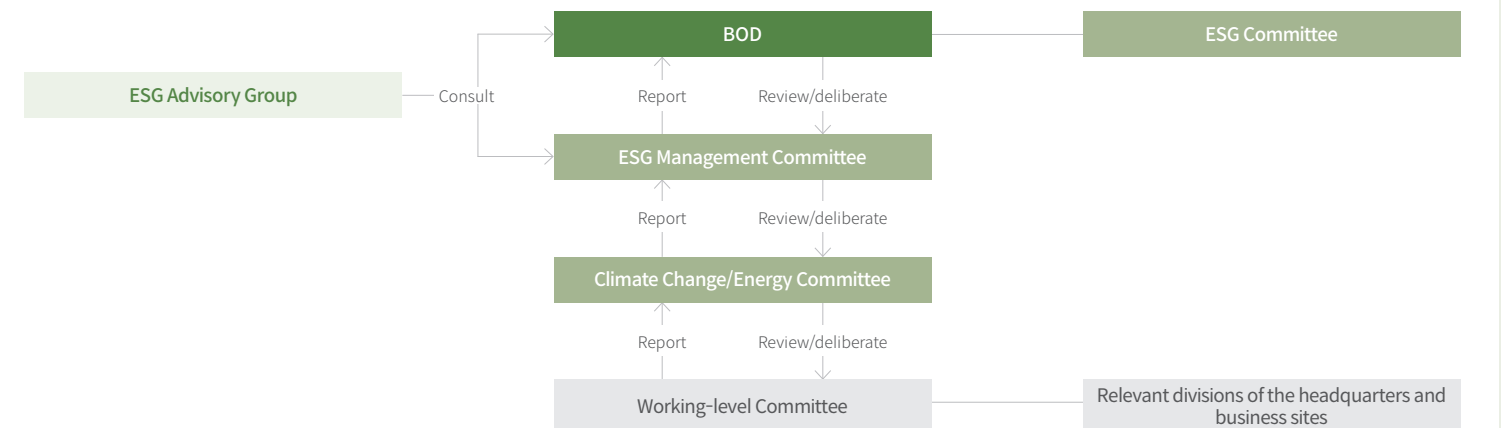 BOD
ESG Committee
ESG Advisory Group
Consult
Report
Review/deliberate
ESG Management Committee
Report
Review/deliberate
Climate Change/Energy Committee
Report
Review/deliberate
Working-level Committee
Relevant divisions of the headquarters and
business sites